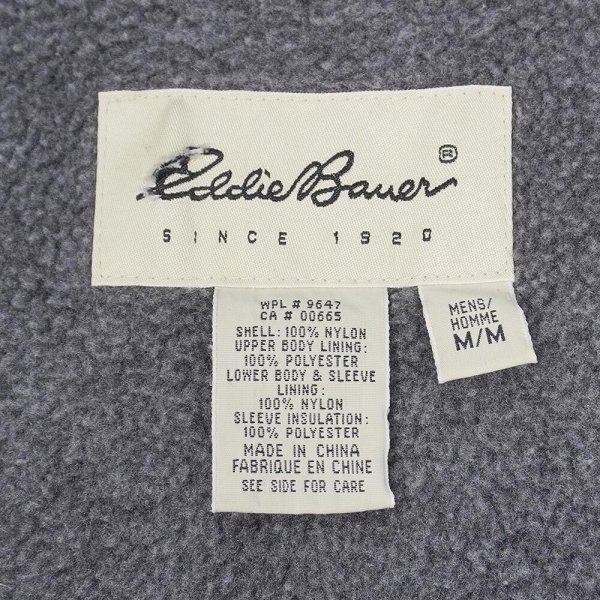 Eddie Bauer®
SINCE 1920
WPL # 9647
CA # 00665
SHELL: 100% NYLON
UPPER BODY LINING:
100% POLYESTER
LOWER BODY & SLEEVE
LINING:
100% NYLON
SLEEVE INSULATION:
100% POLYESTER
MADE IN CHINA
FABRIQUE EN CHINE
SEE SIDE FOR CARE
MENS/
HOMME
M/M